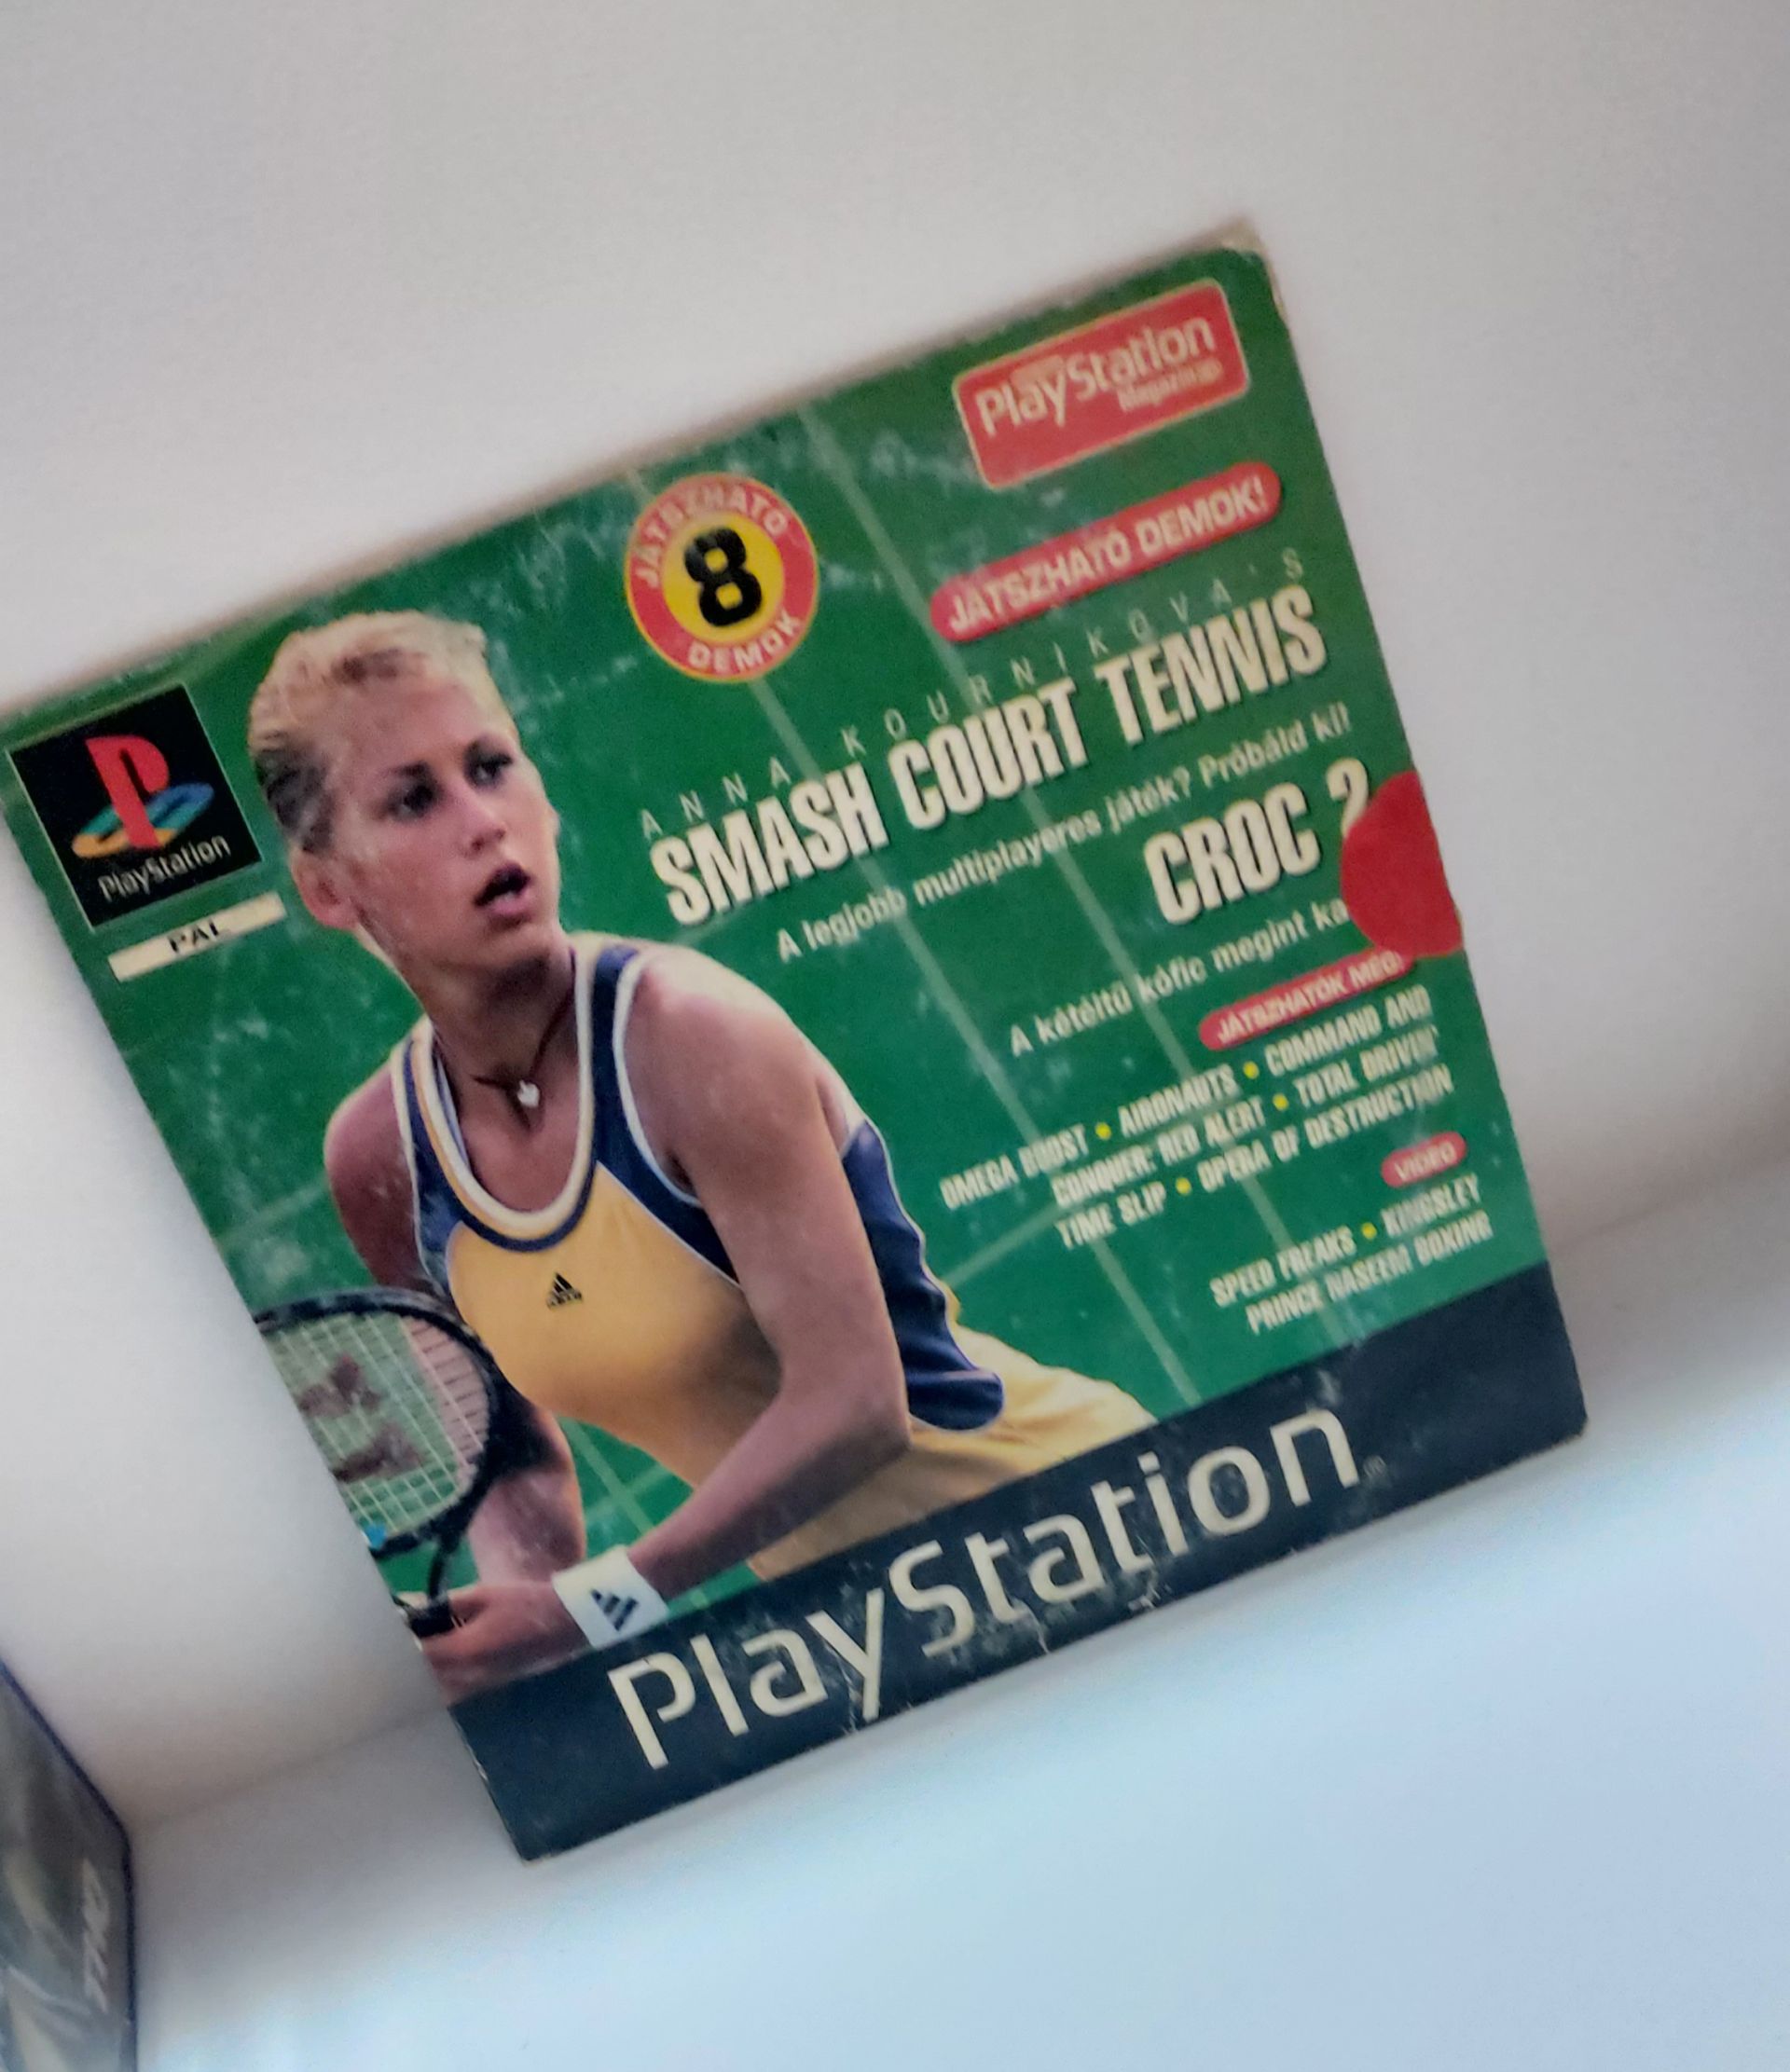 PlayStation
Magazin
JÁTSZHATÓ
8
DEMOK
JÁTSZHATÓ DEMOK!
PlayStation
PAL
ANNA KOURNIKOVA'S
SMASH COURT TENNIS
A legjobb multiplayeres játék? Próbáld ki!
CROC 2
A kétéltű kófic megint
JÁTSZHATÓK MÉG!
OMEGA BOOST • AIRONAUTS • COMMAND AND
CONQUER: RED ALERT • TOTAL DRIVIN'
TIME SLIP • OPERA OF DESTRUCTION
VIDEO
SPEED FREAKS • KINGSLEY
PRINCE NASEEM BOXING
adidas
PlayStation